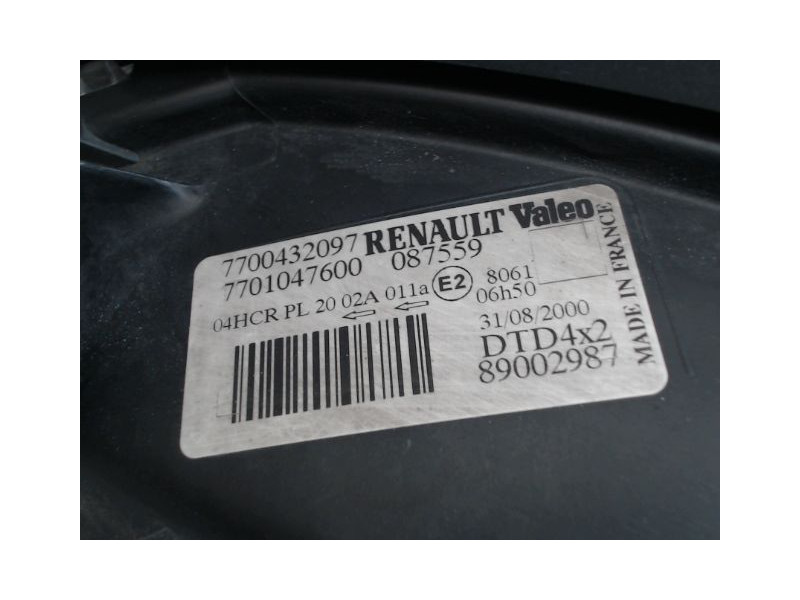 7700432097 RENAULT Valeo
7701047600 087559
04HCR PL 20 02A 011a E2 8061
06h50
31/08/2000
DTD4x2
89002987
MADE IN FRANCE